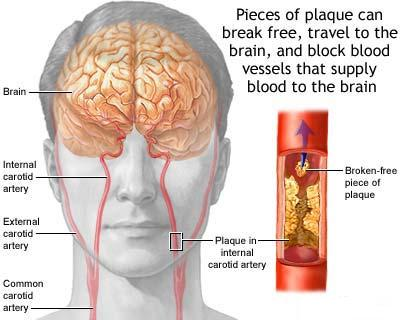 Pieces of plaque can
break free, travel to the
brain, and block blood
vessels that supply
blood to the brain
Brain
Internal
carotid
artery
External
carotid
artery
Common
carotid
artery
Plaque in
internal
carotid artery
Broken-free
piece of
plaque